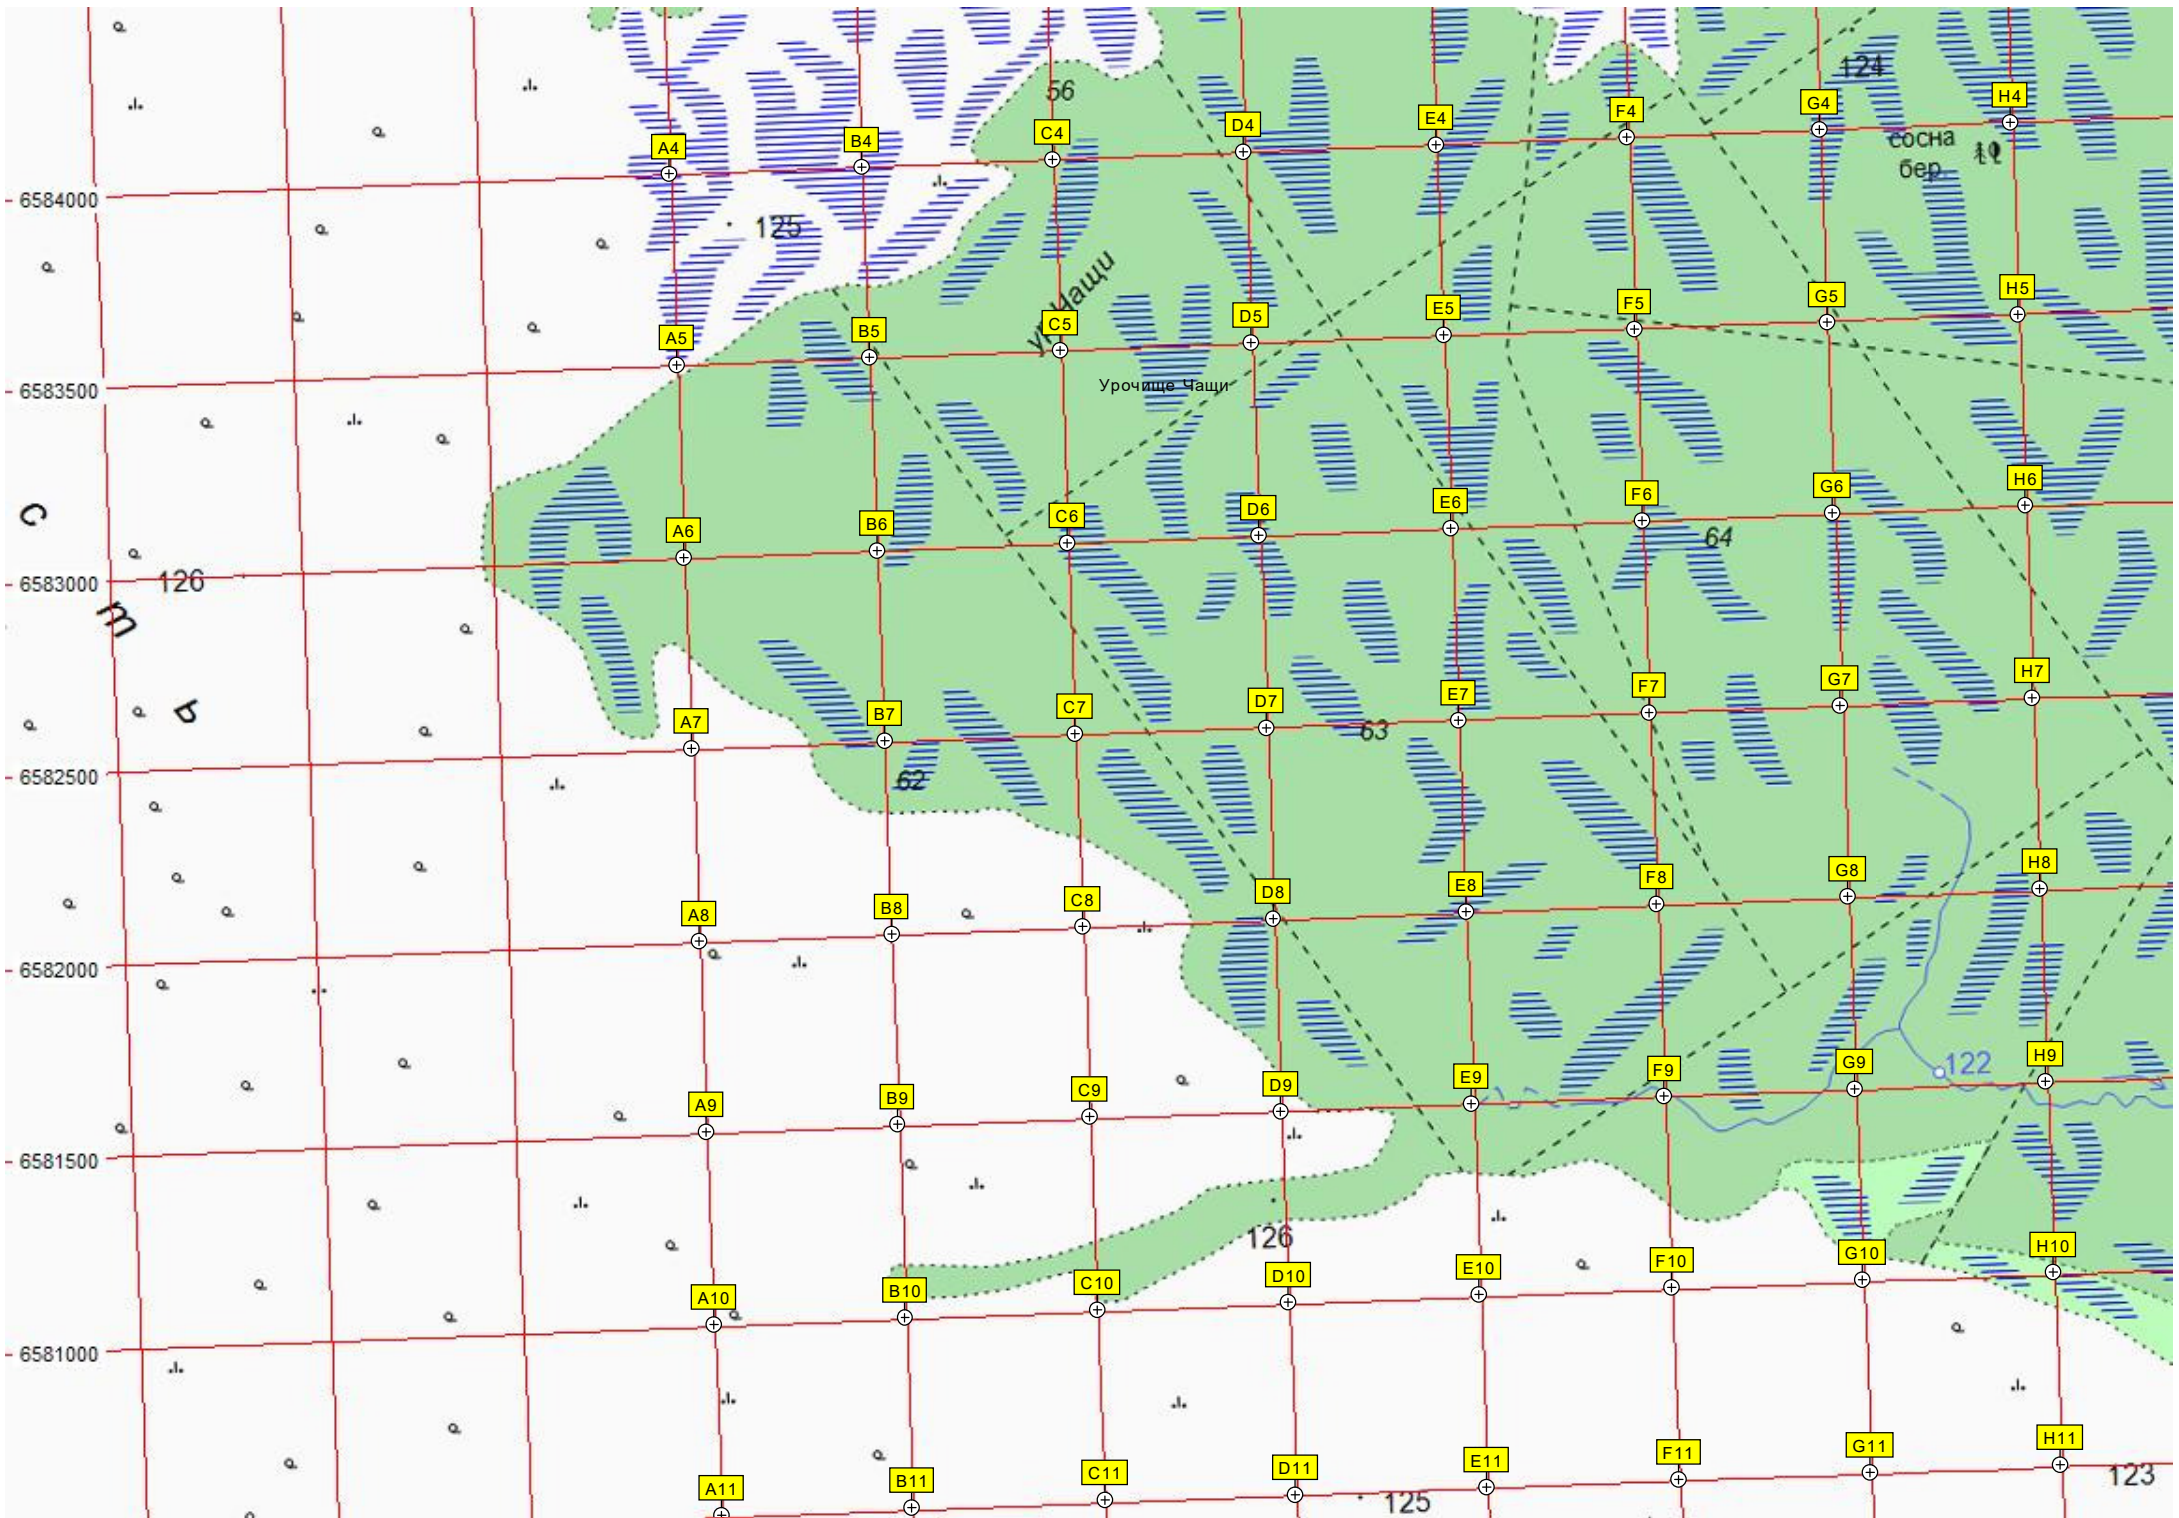 56
124
A4 B4 C4 D4 E4 F4 G4 H4
сосна
бер.
6584000
125
ур. Чащи
A5 B5 C5 D5 E5 F5 G5 H5
6583500
Урочище Чащи
с т ь
A6 B6 C6 D6 E6 F6 G6 H6
64
6583000
126
A7 B7 C7 D7 E7 F7 G7 H7
63
6582500
62
A8 B8 C8 D8 E8 F8 G8 H8
6582000
122
A9 B9 C9 D9 E9 F9 G9 H9
6581500
126
A10 B10 C10 D10 E10 F10 G10 H10
6581000
A11 B11 C11 D11 E11 F11 G11 H11
125
123